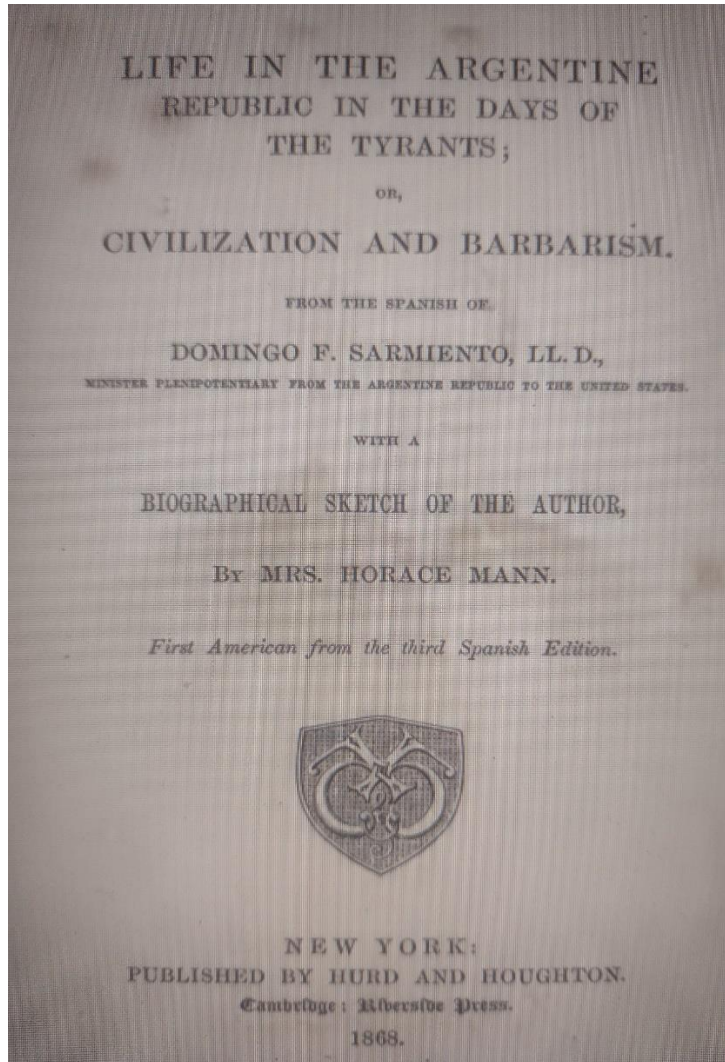 LIFE IN THE ARGENTINE
REPUBLIC IN THE DAYS OF
THE TYRANTS;
OR,
CIVILIZATION AND BARBARISM.
FROM THE SPANISH OF
DOMINGO F. SARMIENTO, LL. D.,
MINISTER PLENIPOTENTIARY FROM THE ARGENTINE REPUBLIC TO THE UNITED STATES.
WITH A
BIOGRAPHICAL SKETCH OF THE AUTHOR,
BY MRS. HORACE MANN.
First American from the third Spanish Edition.
NEW YORK:
PUBLISHED BY HURD AND HOUGHTON.
Cambridge: Riverside Press.
1868.